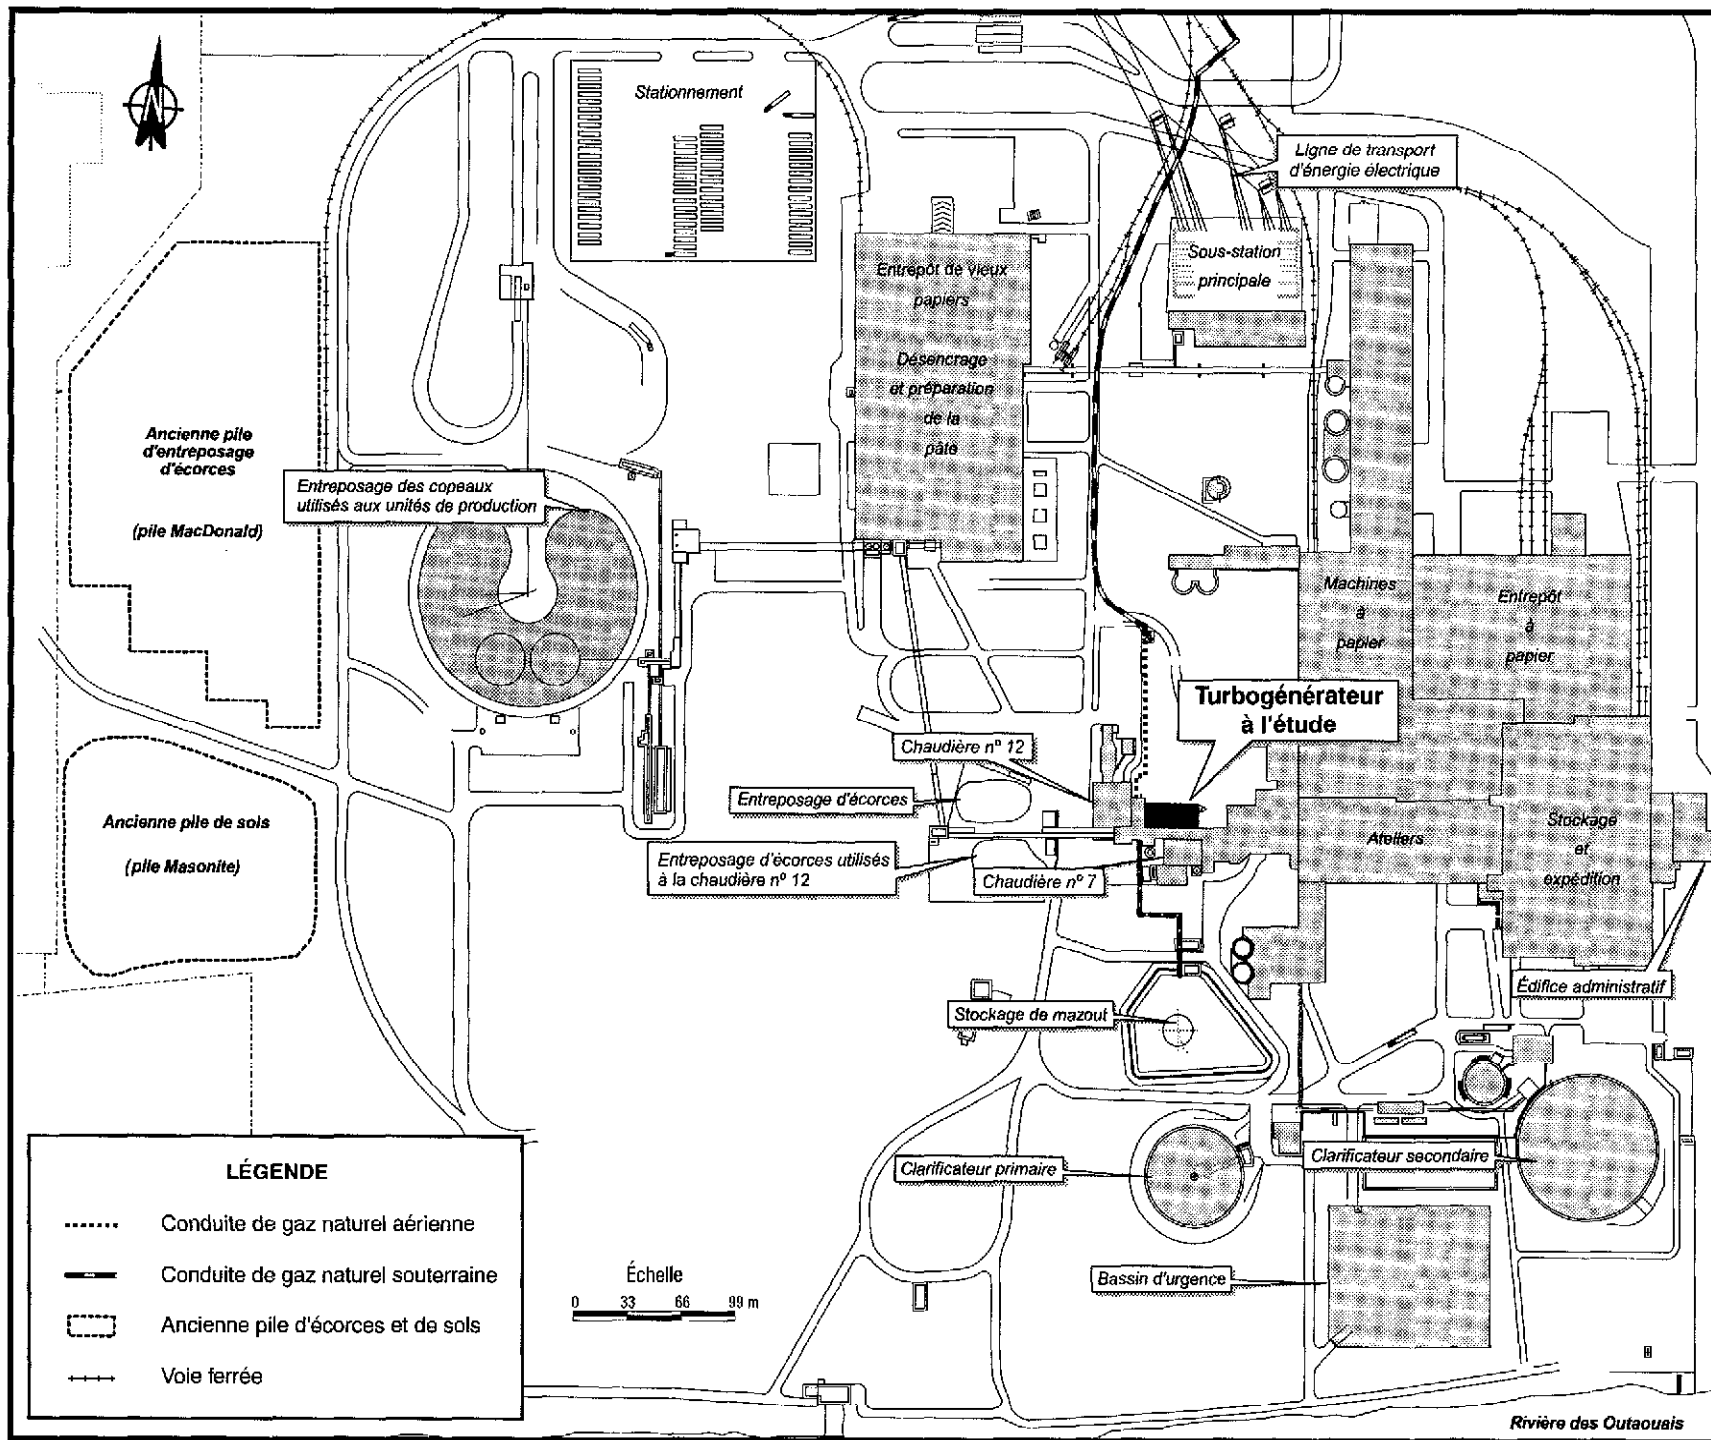 N
Stationnement
Ligne de transport
d'énergie électrique
Entrepôt de vieux
papiers
Sous-station
principale
Désencrage
et préparation
de la
pâte
Ancienne pile
d'entreposage
d'écorces
(pile MacDonald)
Entreposage des copeaux
utilisés aux unités de production
Machines
à
papier
Entrepôt
à
papier
Turbogénérateur
à l'étude
Chaudière nº 12
Entreposage d'écorces
Ancienne pile de sols
(pile Masonite)
Entreposage d'écorces utilisés
à la chaudière nº 12
Chaudière nº 7
Ateliers
Stockage
et
expédition
Édifice administratif
Stockage de mazout
Clarificateur primaire
Clarificateur secondaire
Bassin d'urgence
LÉGENDE
Conduite de gaz naturel aérienne
Conduite de gaz naturel souterraine
Ancienne pile d'écorces et de sols
Voie ferrée
Échelle
0 33 66 99 m
Rivière des Outaouais